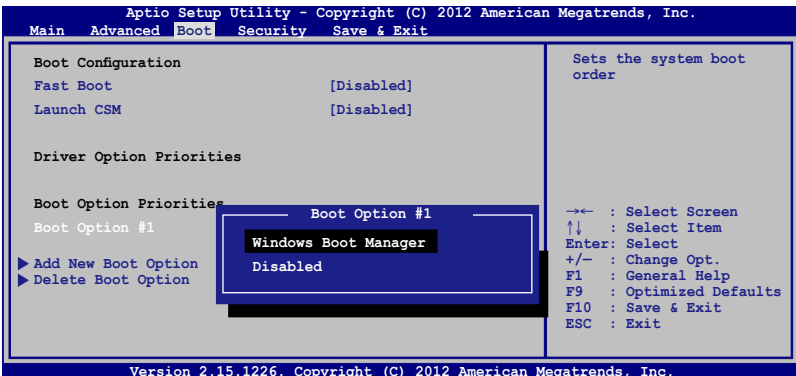 Aptio Setup Utility - Copyright (C) 2012 American Megatrends, Inc.
Main Advanced Boot Security Save & Exit
Boot Configuration
Fast Boot [Disabled]
Launch CSM [Disabled]
Driver Option Priorities
Boot Option Priorities
Boot Option #1
Add New Boot Option
Delete Boot Option
Boot Option #1
Windows Boot Manager
Disabled
Sets the system boot
order
→← : Select Screen
↑↓ : Select Item
Enter: Select
+/— : Change Opt.
F1 : General Help
F9 : Optimized Defaults
F10 : Save & Exit
ESC : Exit
Version 2.15.1226. Copyright (C) 2012 American Megatrends, Inc.